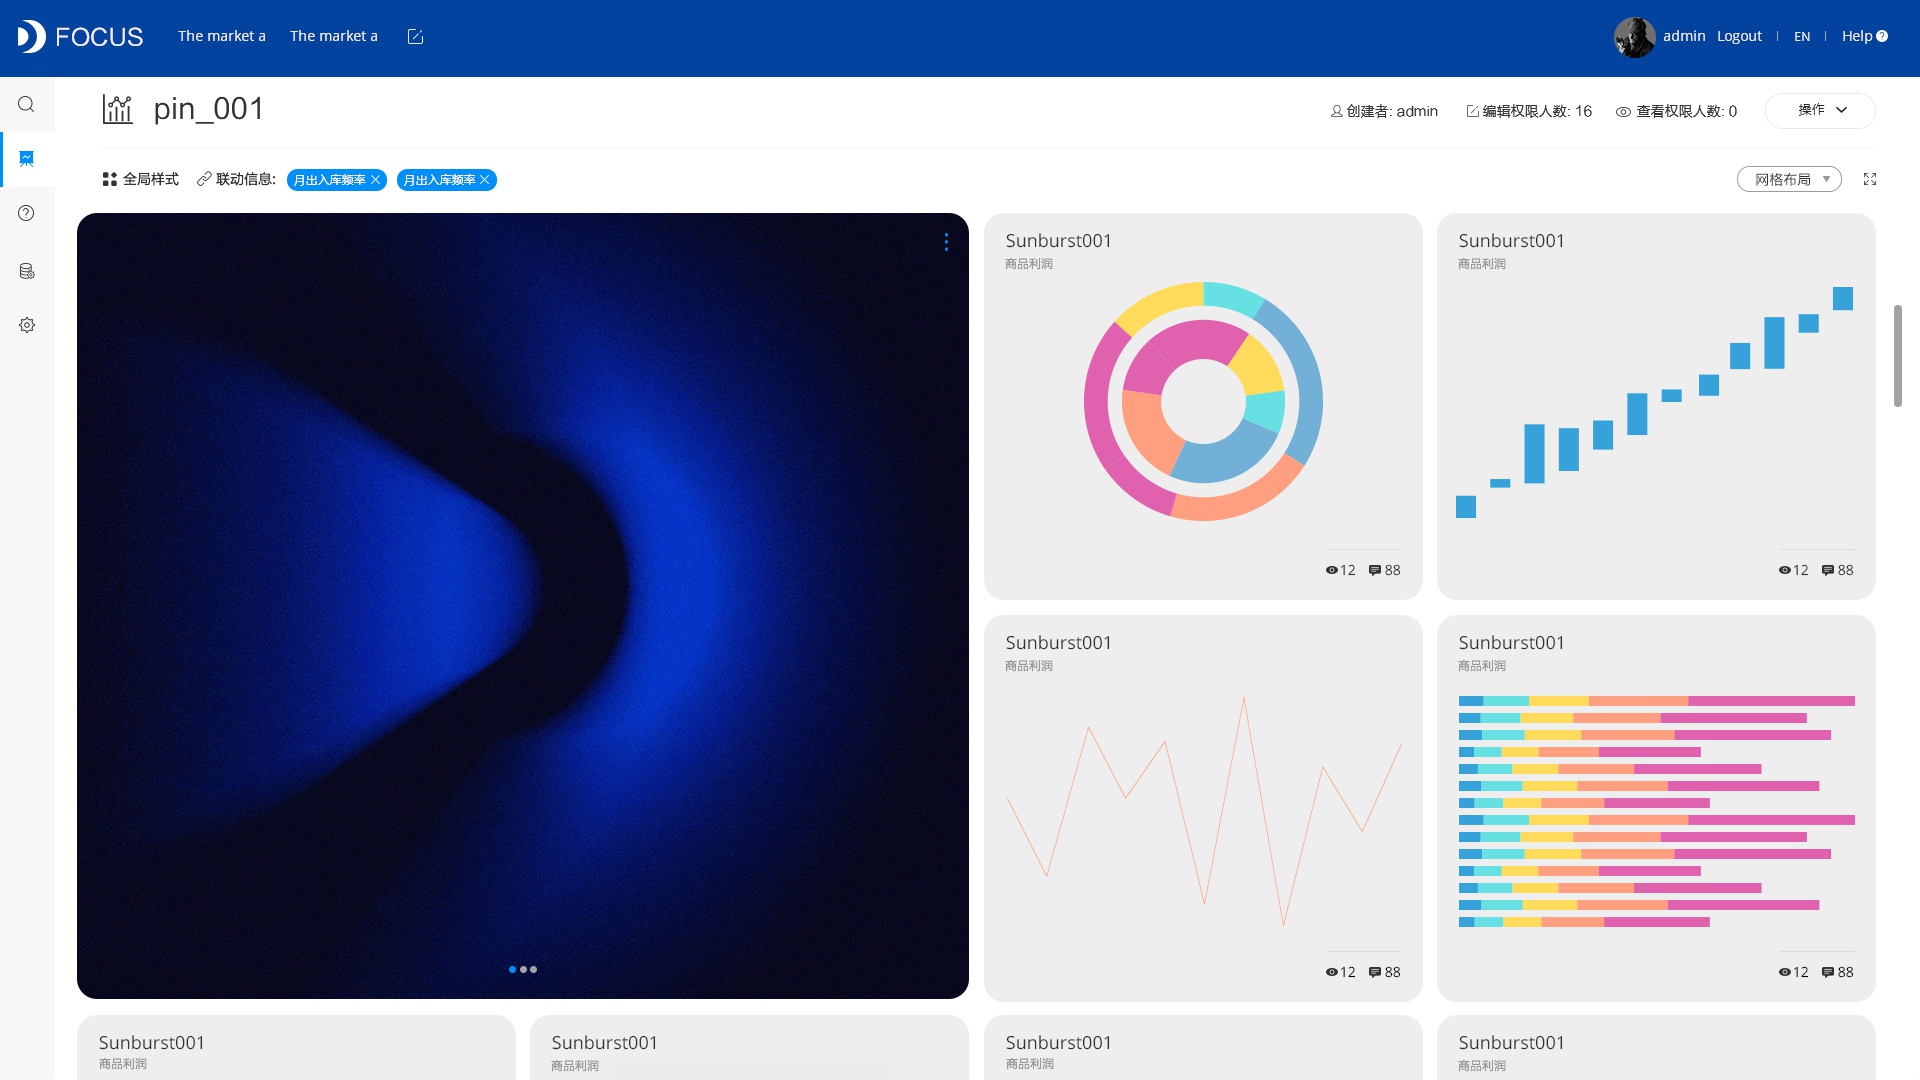 FOCUS
The market a
The market a
admin
Logout
EN
Help
pin_001
创建者: admin
编辑权限人数: 16
查看权限人数: 0
操作
全局样式
联动信息:
月出入库频率
月出入库频率
网格布局
Sunburst001
商品利润
12
88
Sunburst001
商品利润
12
88
Sunburst001
商品利润
12
88
Sunburst001
商品利润
12
88
Sunburst001
商品利润
Sunburst001
商品利润
Sunburst001
商品利润
Sunburst001
商品利润